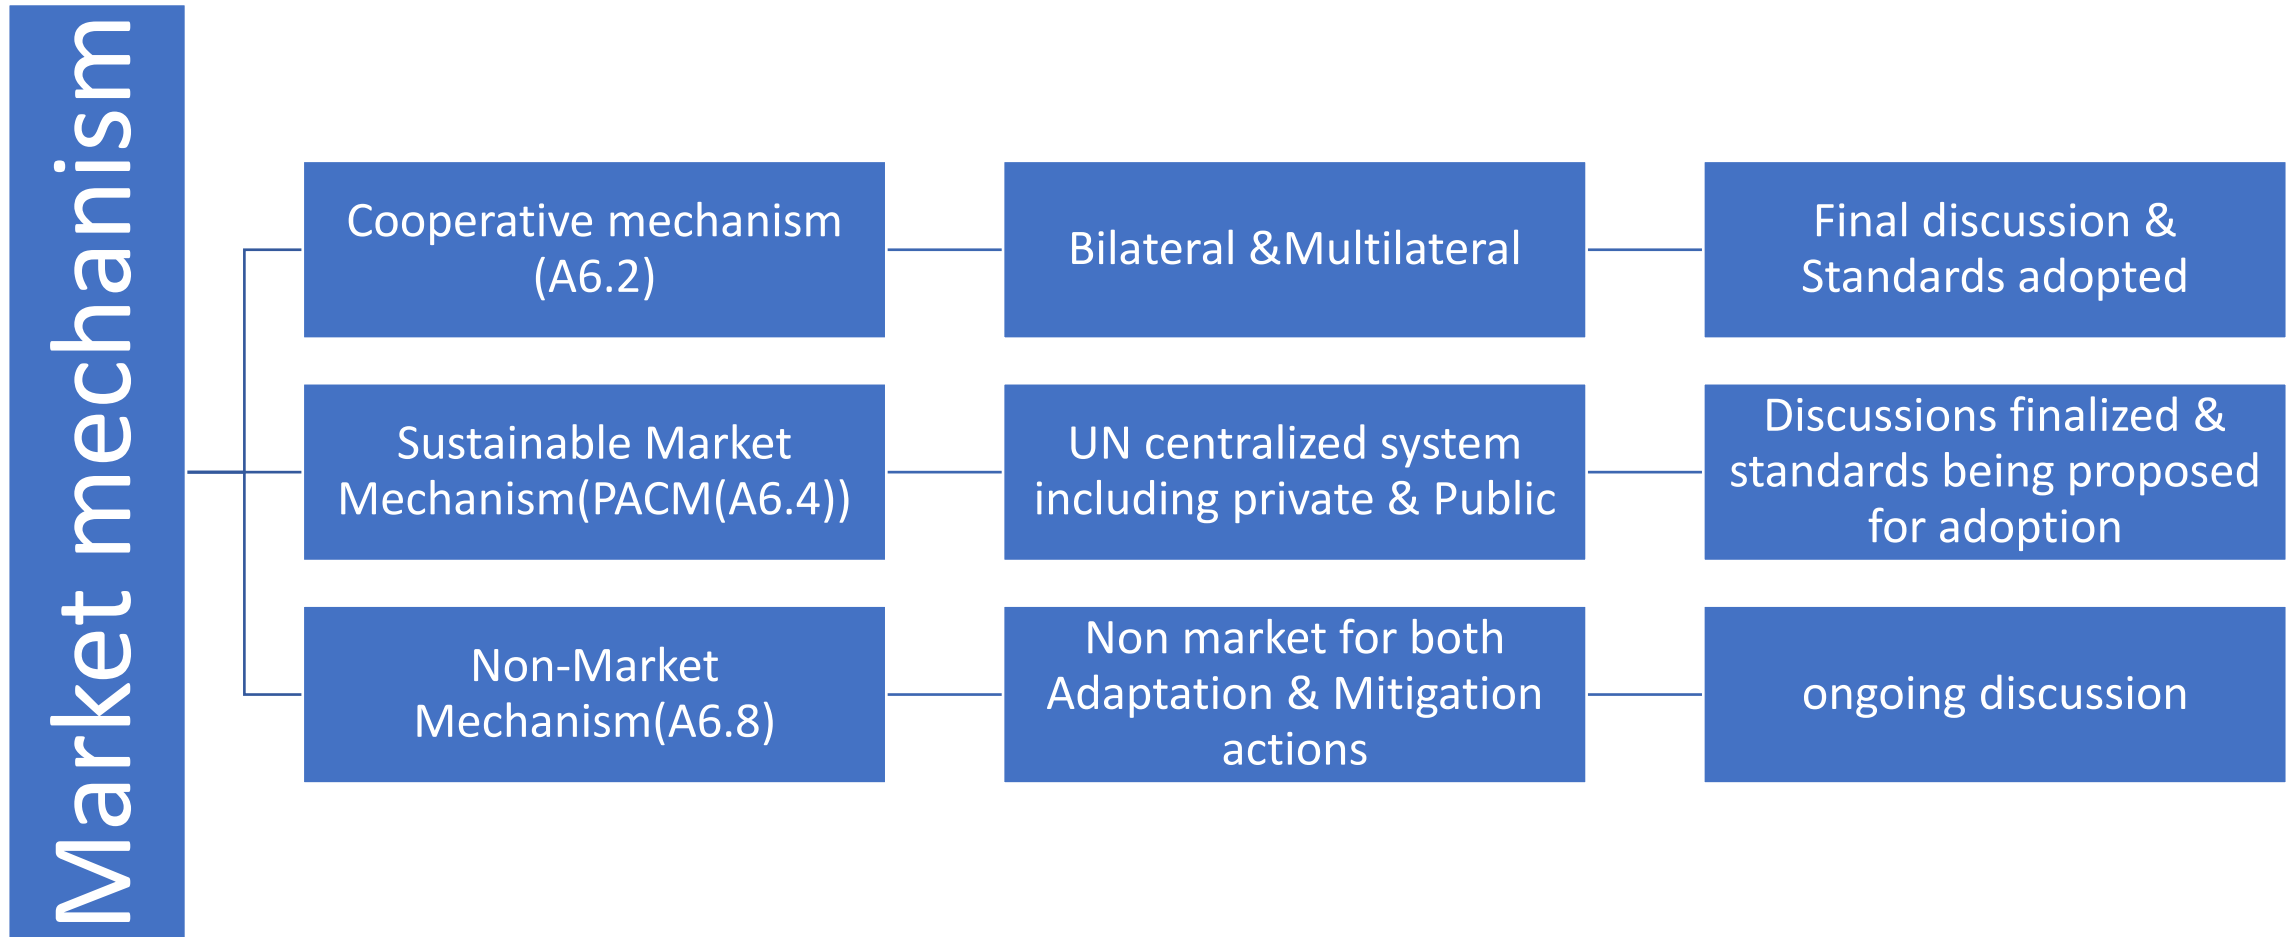 Market mechanism
Cooperative mechanism
(A6.2)
Bilateral &Multilateral
Final discussion &
Standards adopted
Sustainable Market
Mechanism(PACM(A6.4))
UN centralized system
including private & Public
Discussions finalized &
standards being proposed
for adoption
Non-Market
Mechanism(A6.8)
Non market for both
Adaptation & Mitigation
actions
ongoing discussion